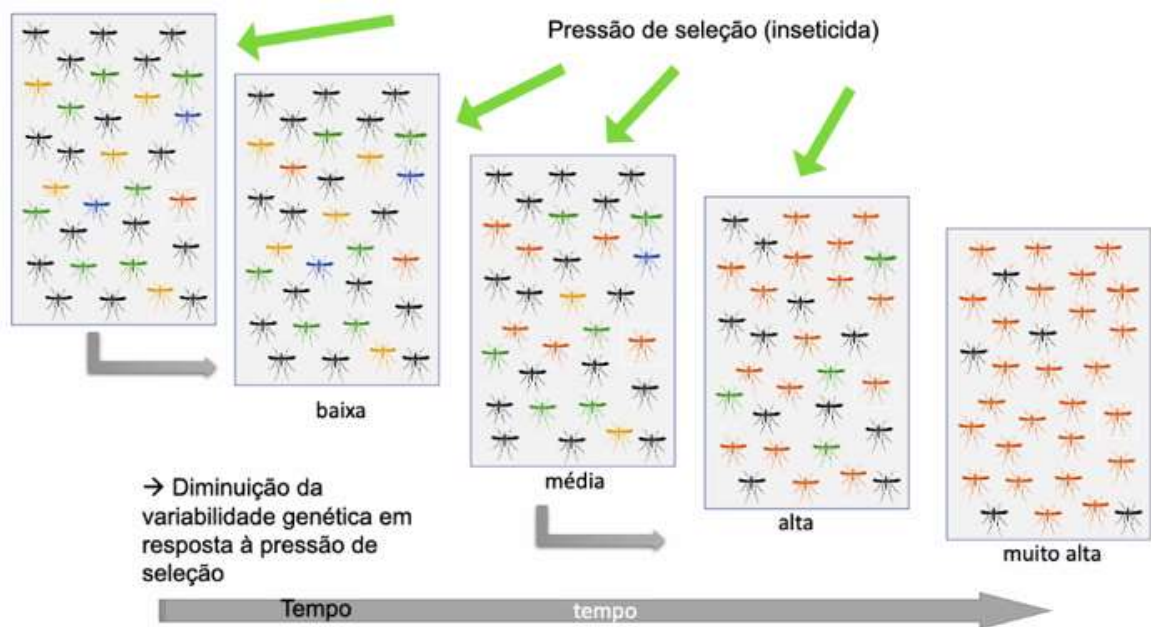 Pressão de seleção (inseticida)
baixa
média
alta
muito alta
→ Diminuição da
variabilidade genética em
resposta à pressão de
seleção
Tempo
tempo